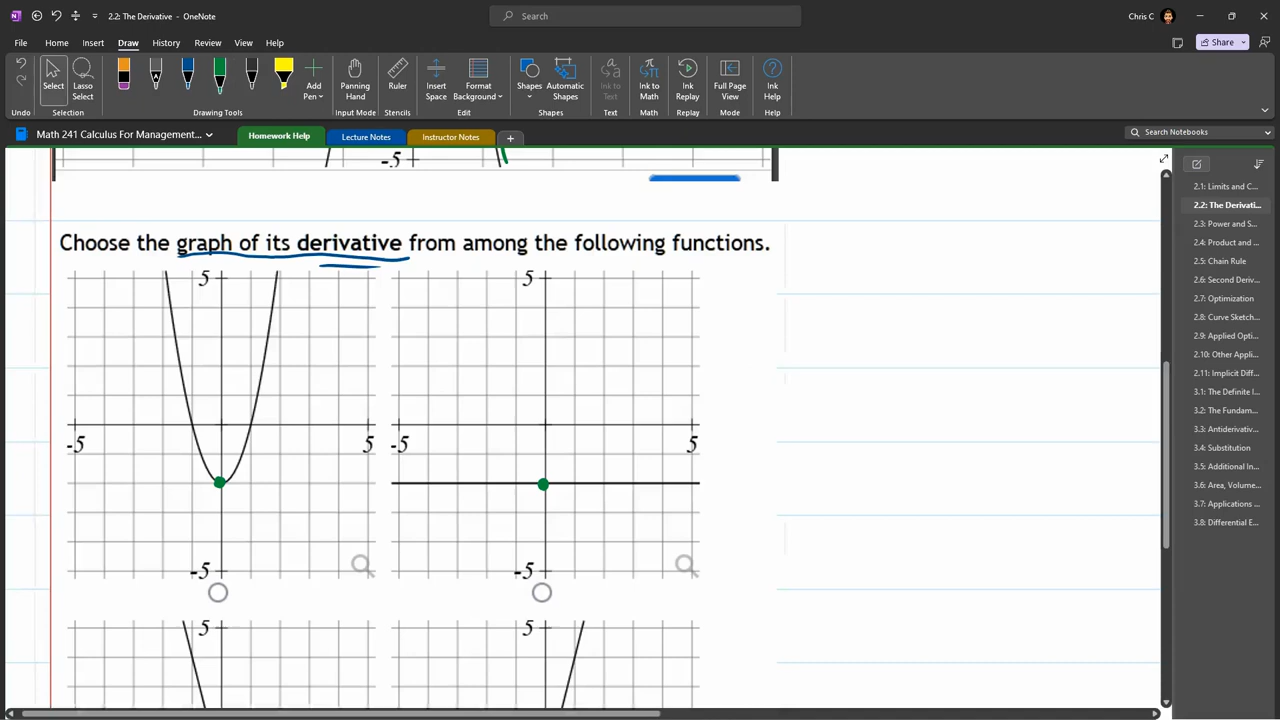 2.2: The Derivative - OneNote
Search
Chris C
File Home Insert Draw History Review View Help
Share
Undo
Select
Lasso Select
Add Pen
Panning Hand
Ruler
Insert Space
Format Background
Shapes
Automatic Shapes
Ink to Text
Ink to Math
Ink Replay
Full Page View
Ink Help
Undo Selection Drawing Tools Input Mode Stencils Edit Shapes Text Math Replay Mode Help
Math 241 Calculus For Management...
Homework Help Lecture Notes Instructor Notes
Search Notebooks
-5
Choose the graph of its derivative from among the following functions.
5 5
-5 5 -5 5
-5 -5
5 5
2.1: Limits and C...
2.2: The Derivati...
2.3: Power and S...
2.4: Product and ...
2.5: Chain Rule
2.6: Second Deriv...
2.7: Optimization
2.8: Curve Sketch...
2.9: Applied Opti...
2.10: Other Appli...
2.11: Implicit Diff...
3.1: The Definite I...
3.2: The Fundam...
3.3: Antiderivativ...
3.4: Substitution
3.5: Additional In...
3.6: Area, Volume...
3.7: Applications ...
3.8: Differential E...